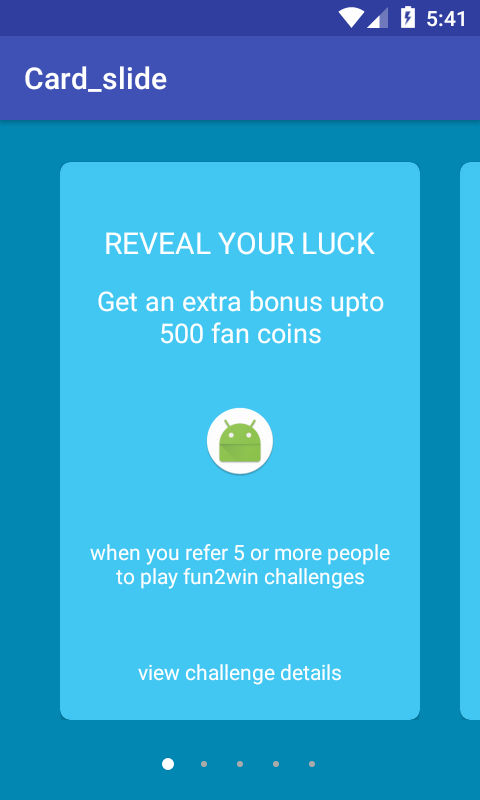 5:41
Card_slide
REVEAL YOUR LUCK
Get an extra bonus upto
500 fan coins
when you refer 5 or more people
to play fun2win challenges
view challenge details